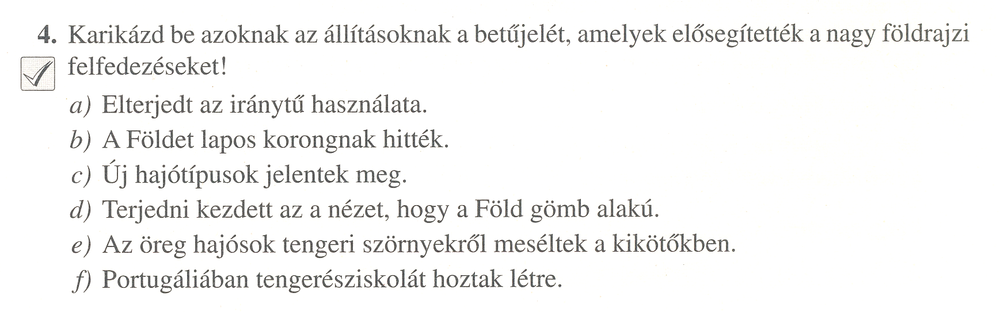 4. Karikázd be azoknak az állításoknak a betűjelét, amelyek elősegítették a nagy földrajzi
felfedezéseket!
a) Elterjedt az iránytű használata.
b) A Földet lapos korongnak hitték.
c) Új hajótípusok jelentek meg.
d) Terjedni kezdett az a nézet, hogy a Föld gömb alakú.
e) Az öreg hajósok tengeri szörnyekről meséltek a kikötőkben.
f) Portugáliában tengerésziskolát hoztak létre.